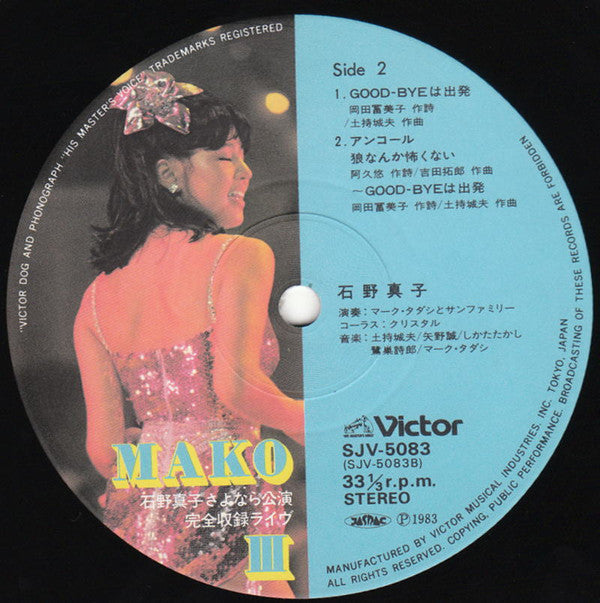 "VICTOR DOG AND PHONOGRAPH "HIS MASTER'S VOICE" TRADEMARKS REGISTERED
Side 2
1. GOOD-BYEは出発
岡田冨美子 作詩
/土持城夫 作曲
2. アンコール
狼なんか怖くない
阿久悠 作詩/吉田拓郎 作曲
～GOOD-BYEは出発
岡田冨美子 作詩/土持城夫 作曲
石野真子
演奏：マーク・タダシとサンファミリー
コーラス：クリスタル
音楽：土持城夫/矢野誠/しかたたかし
鷺巣詩郎/マーク・タダシ
Victor
SJV-5083
(SJV-5083B)
33⅓r.p.m.
STEREO
JASRAC Ⓟ1983
MAKO
石野真子さよなら公演
完全収録ライヴ
III
MANUFACTURED BY VICTOR MUSICAL INDUSTRIES, INC. TOKYO, JAPAN
ALL RIGHTS RESERVED. COPYING, PUBLIC PERFORMANCE, BROADCASTING OF THESE RECORDS ARE FORBIDDEN